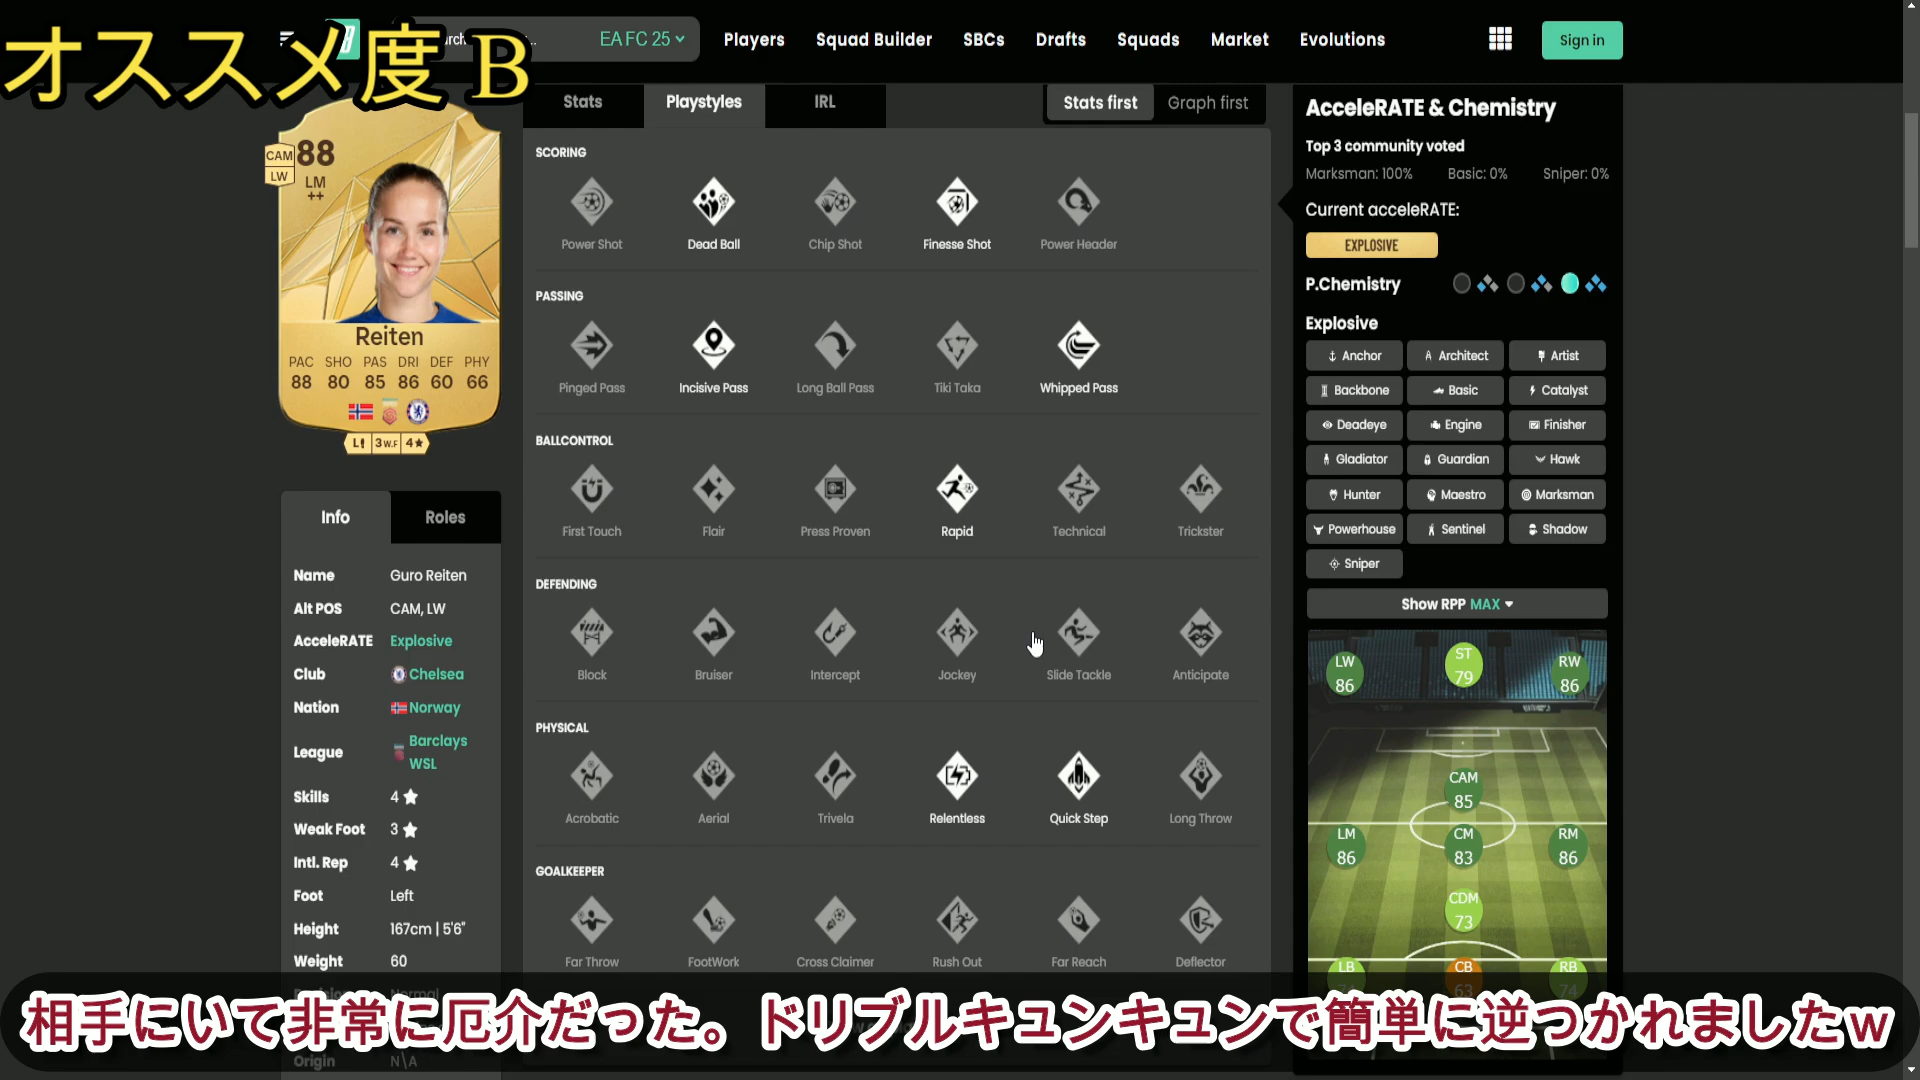 オススメ度 B
EA FC 25
Players
Squad Builder
SBCs
Drafts
Squads
Market
Evolutions
Sign in
CAM
LW
88
LM
++
Reiten
PAC SHO PAS DRI DEF PHY
88 80 85 86 60 66
L
3 W.F
4★
Stats
Playstyles
IRL
Stats first
Graph first
SCORING
Power Shot
Dead Ball
Chip Shot
Finesse Shot
Power Header
PASSING
Pinged Pass
Incisive Pass
Long Ball Pass
Tiki Taka
Whipped Pass
BALLCONTROL
First Touch
Flair
Press Proven
Rapid
Technical
Trickster
DEFENDING
Block
Bruiser
Intercept
Jockey
Slide Tackle
Anticipate
PHYSICAL
Acrobatic
Aerial
Trivela
Relentless
Quick Step
Long Throw
GOALKEEPER
Far Throw
FootWork
Cross Claimer
Rush Out
Far Reach
Deflector
Info
Roles
Name Guro Reiten
Alt POS CAM, LW
AcceleRATE Explosive
Club Chelsea
Nation Norway
League Barclays
WSL
Skills 4 ★
Weak Foot 3 ★
Intl. Rep 4 ★
Foot Left
Height 167cm | 5'6"
Weight 60
Origin N\A
AcceleRATE & Chemistry
Top 3 community voted
Marksman: 100% Basic: 0% Sniper: 0%
Current acceleRATE:
EXPLOSIVE
P.Chemistry
Explosive
Anchor
Architect
Artist
Backbone
Basic
Catalyst
Deadeye
Engine
Finisher
Gladiator
Guardian
Hawk
Hunter
Maestro
Marksman
Powerhouse
Sentinel
Shadow
Sniper
Show RPP MAX
LW
86
ST
79
RW
86
CAM
85
LM
86
CM
83
RM
86
CDM
73
LB
CB
63
RB
74
相手にいて非常に厄介だった。ドリブルキュンキュンで簡単に逆つかれましたw